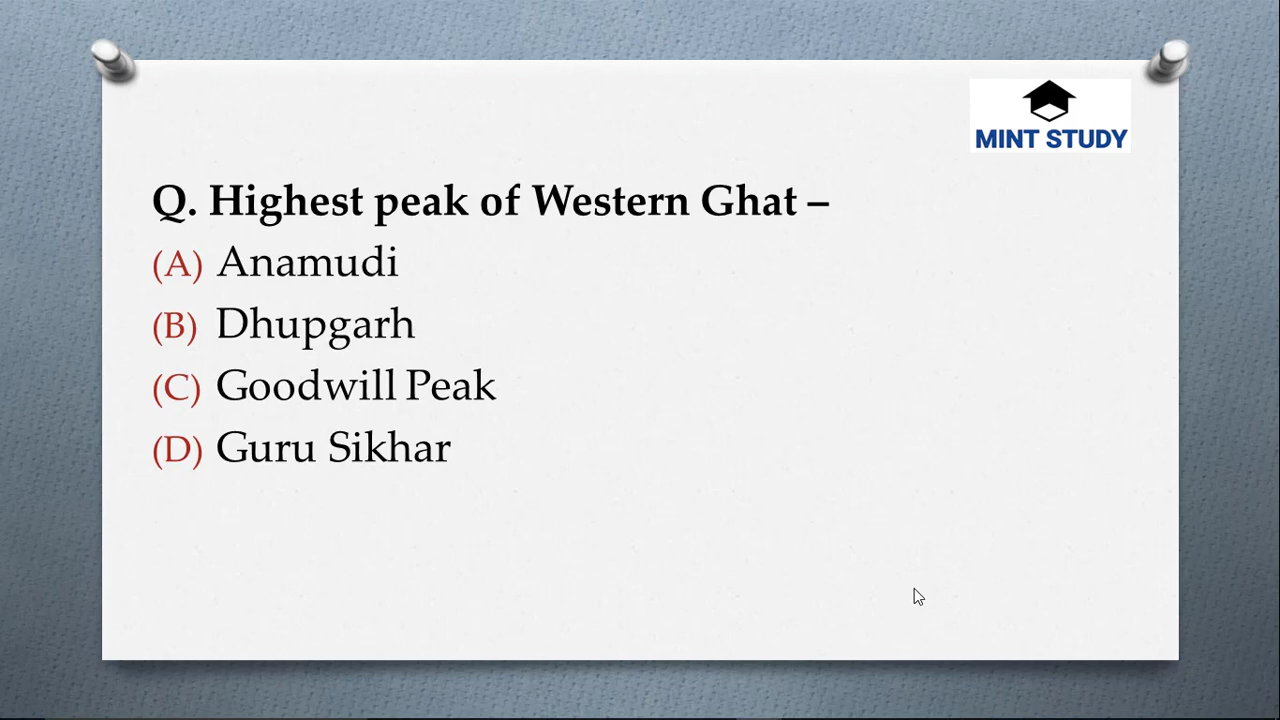 MINT STUDY
Q. Highest peak of Western Ghat –
(A) Anamudi
(B) Dhupgarh
(C) Goodwill Peak
(D) Guru Sikhar